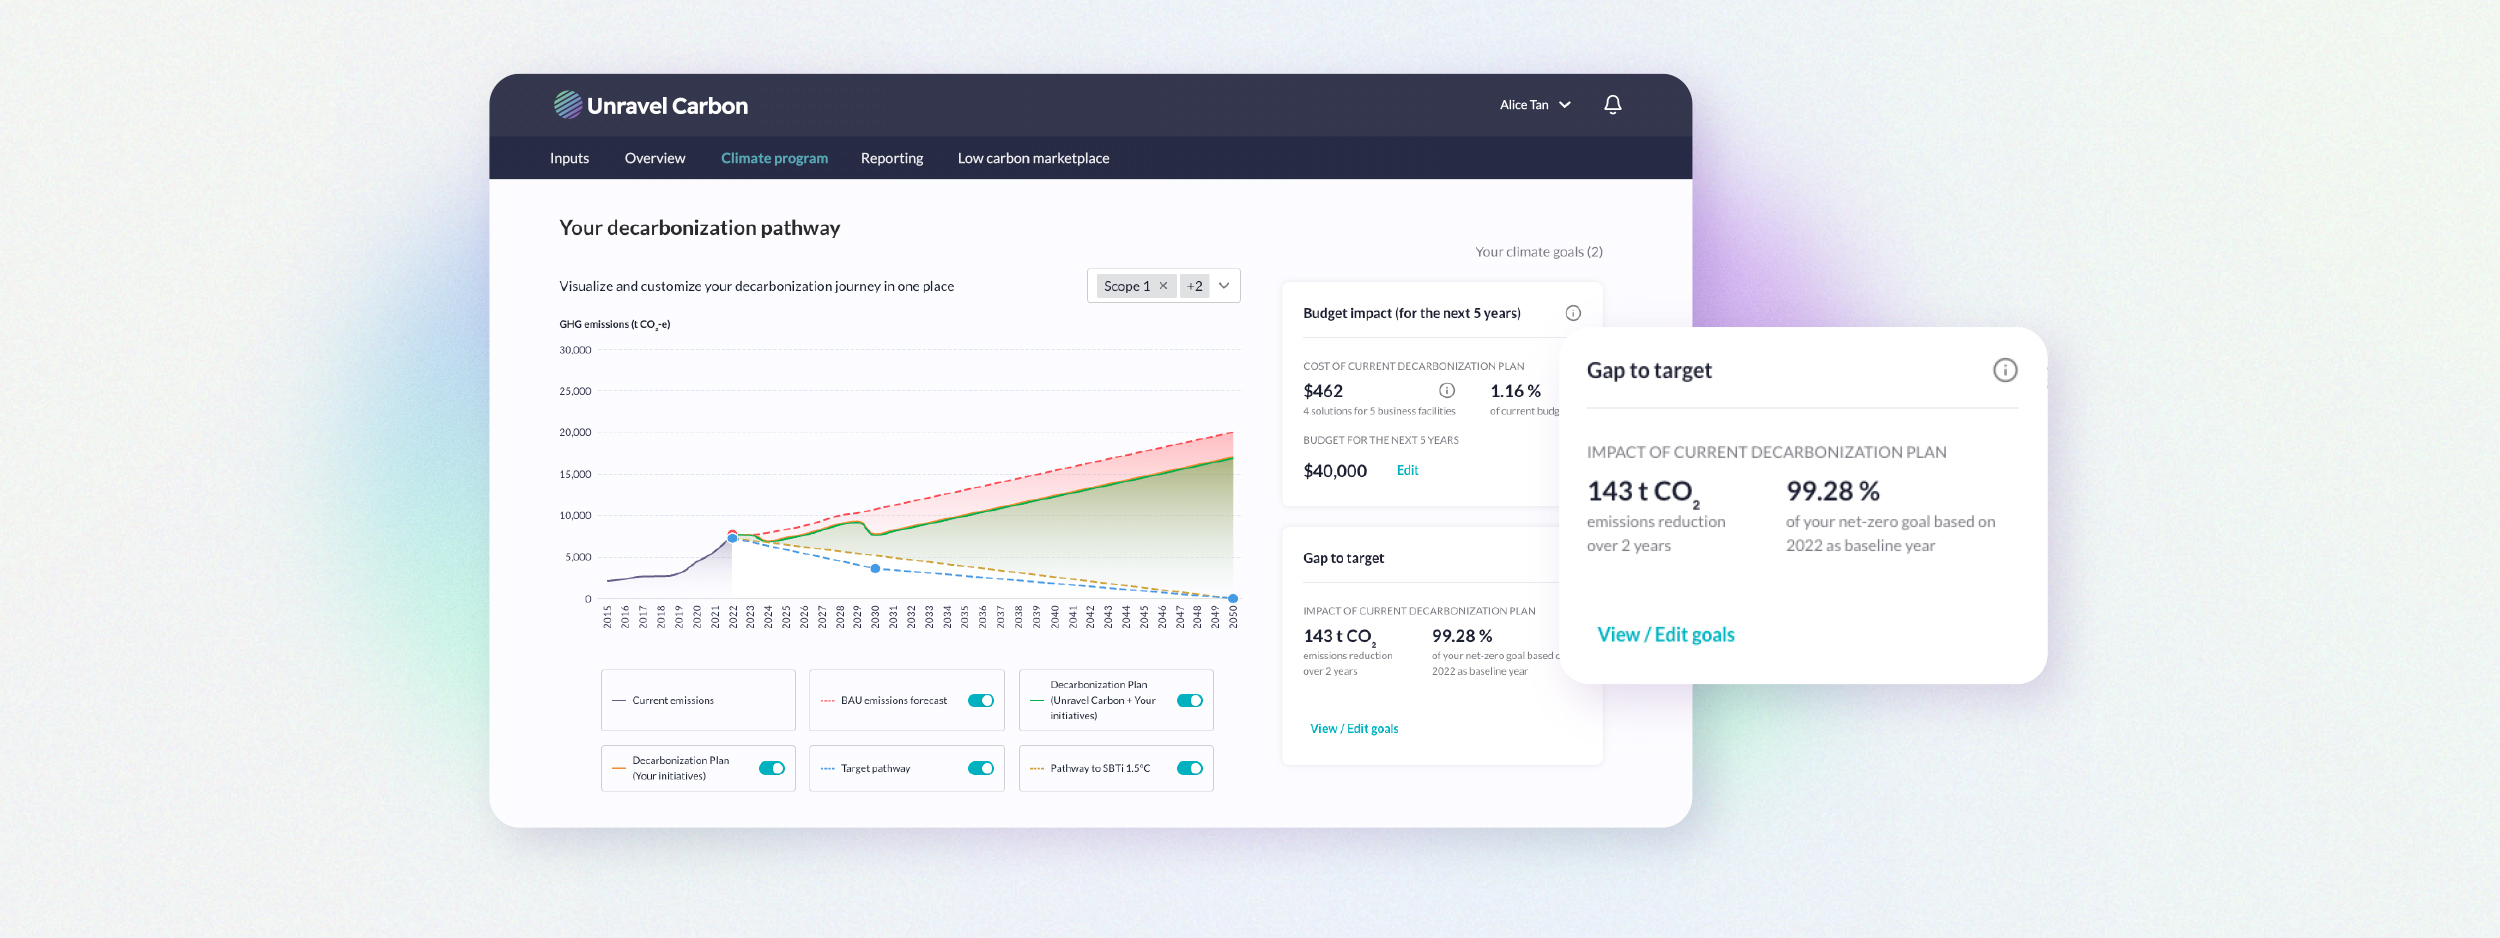 Unravel Carbon
Alice Tan
Inputs Overview Climate program Reporting Low carbon marketplace
Your decarbonization pathway
Your climate goals (2)
Visualize and customize your decarbonization journey in one place
Scope 1 × +2
GHG emissions (t CO₂-e)
30,000
25,000
20,000
15,000
10,000
5,000
0
2015 2016 2017 2018 2019 2020 2021 2022 2023 2024 2025 2026 2027 2028 2029 2030 2031 2032 2033 2034 2035 2036 2037 2038 2039 2040 2041 2042 2043 2044 2045 2046 2047 2048 2049 2050
Current emissions
BAU emissions forecast
Decarbonization Plan
(Unravel Carbon + Your
initiatives)
Decarbonization Plan
(Your initiatives)
Target pathway
Pathway to SBTi 1.5°C
Budget impact (for the next 5 years)
COST OF CURRENT DECARBONIZATION PLAN
$462 1.16 %
4 solutions for 5 business facilities of current budg
BUDGET FOR THE NEXT 5 YEARS
$40,000 Edit
Gap to target
IMPACT OF CURRENT DECARBONIZATION PLAN
143 t CO₂ 99.28 %
emissions reduction of your net-zero goal based o
over 2 years 2022 as baseline year
View / Edit goals
Gap to target
IMPACT OF CURRENT DECARBONIZATION PLAN
143 t CO₂ 99.28 %
emissions reduction of your net-zero goal based on
over 2 years 2022 as baseline year
View / Edit goals